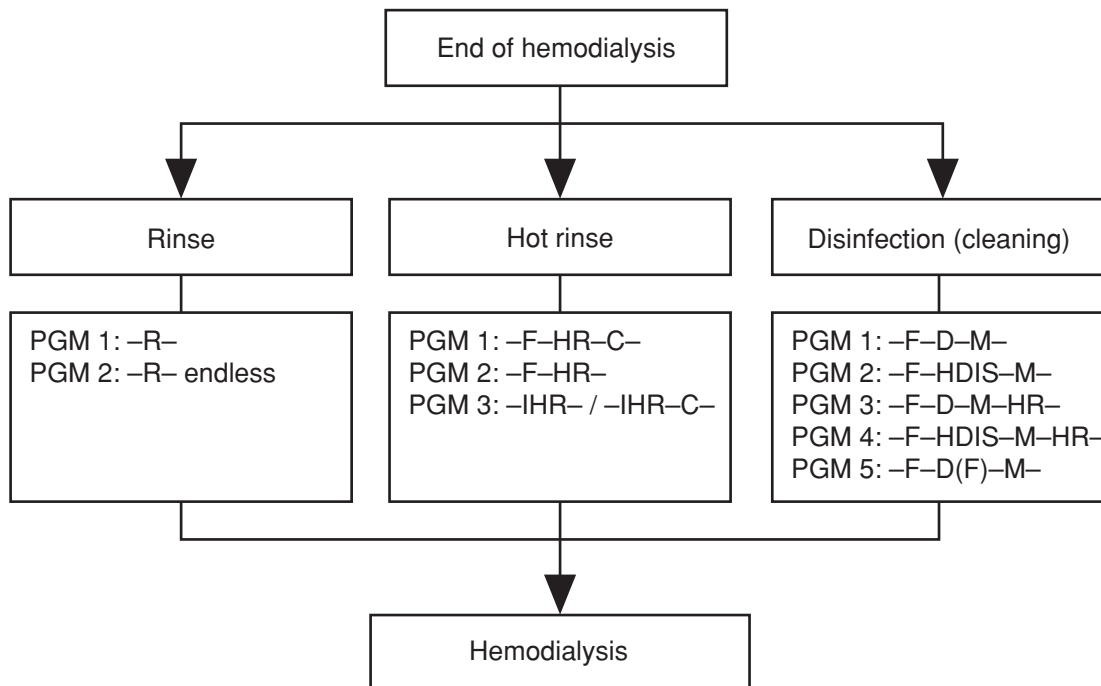 End of hemodialysis
Rinse
Hot rinse
Disinfection (cleaning)
PGM 1: –R–
PGM 2: –R– endless
PGM 1: –F–HR–C–
PGM 2: –F–HR–
PGM 3: –IHR– / –IHR–C–
PGM 1: –F–D–M–
PGM 2: –F–HDIS–M–
PGM 3: –F–D–M–HR–
PGM 4: –F–HDIS–M–HR–
PGM 5: –F–D(F)–M–
Hemodialysis